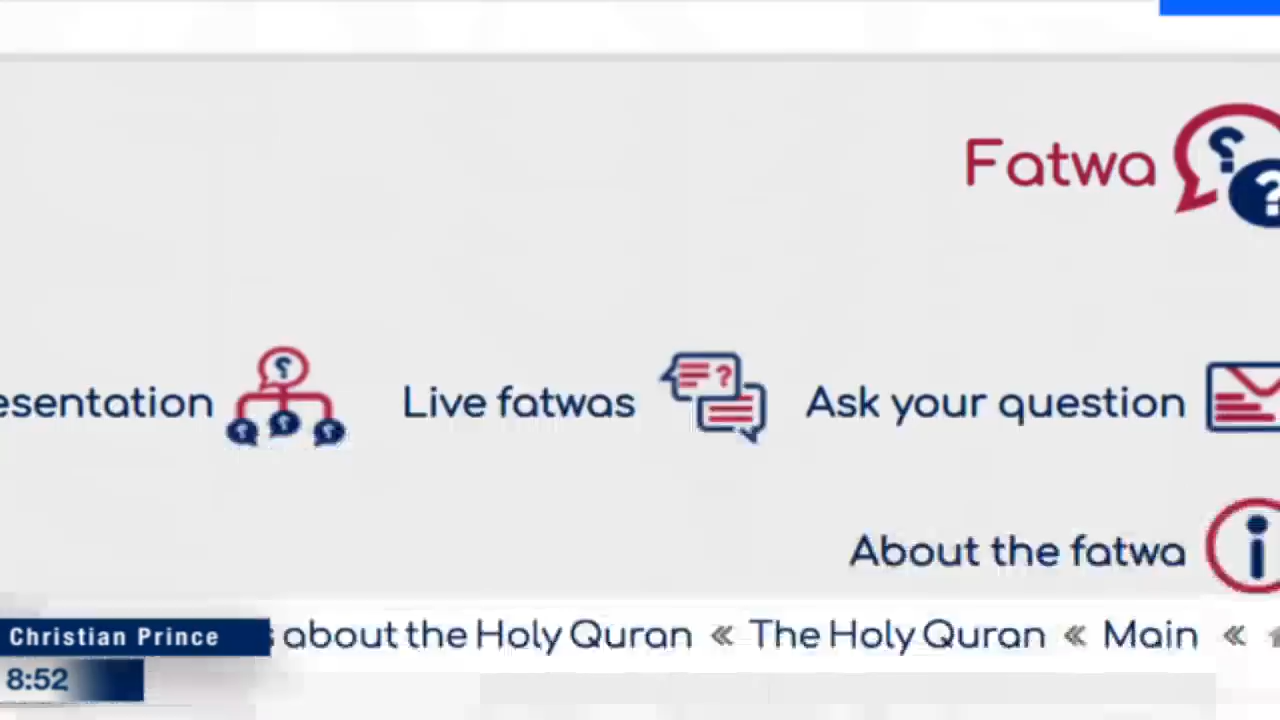 Fatwa
esentation Live fatwas Ask your question
About the fatwa
about the Holy Quran « The Holy Quran « Main «
Christian Prince
8:52